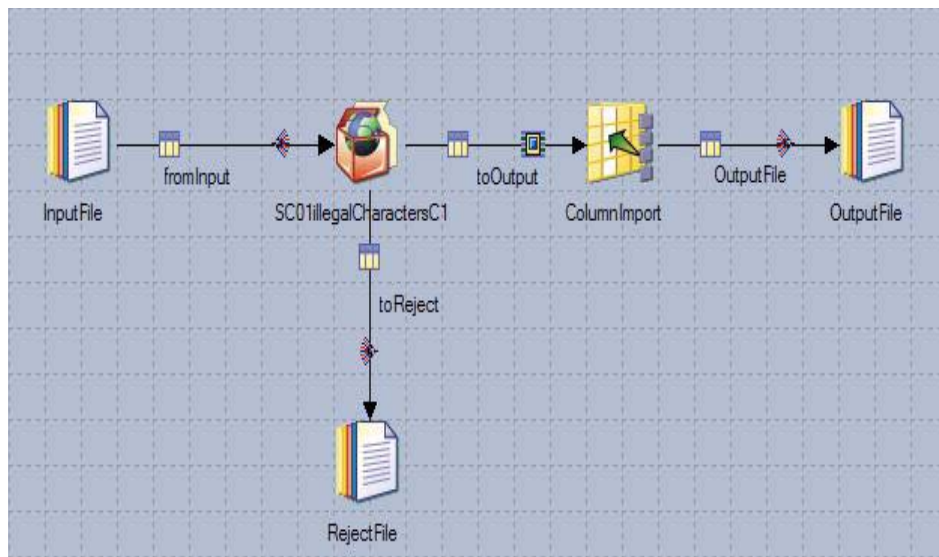 fromInput
toOutput
OutputFile
InputFile
SC01illegalCharactersC1
ColumnImport
OutputFile
toReject
RejectFile